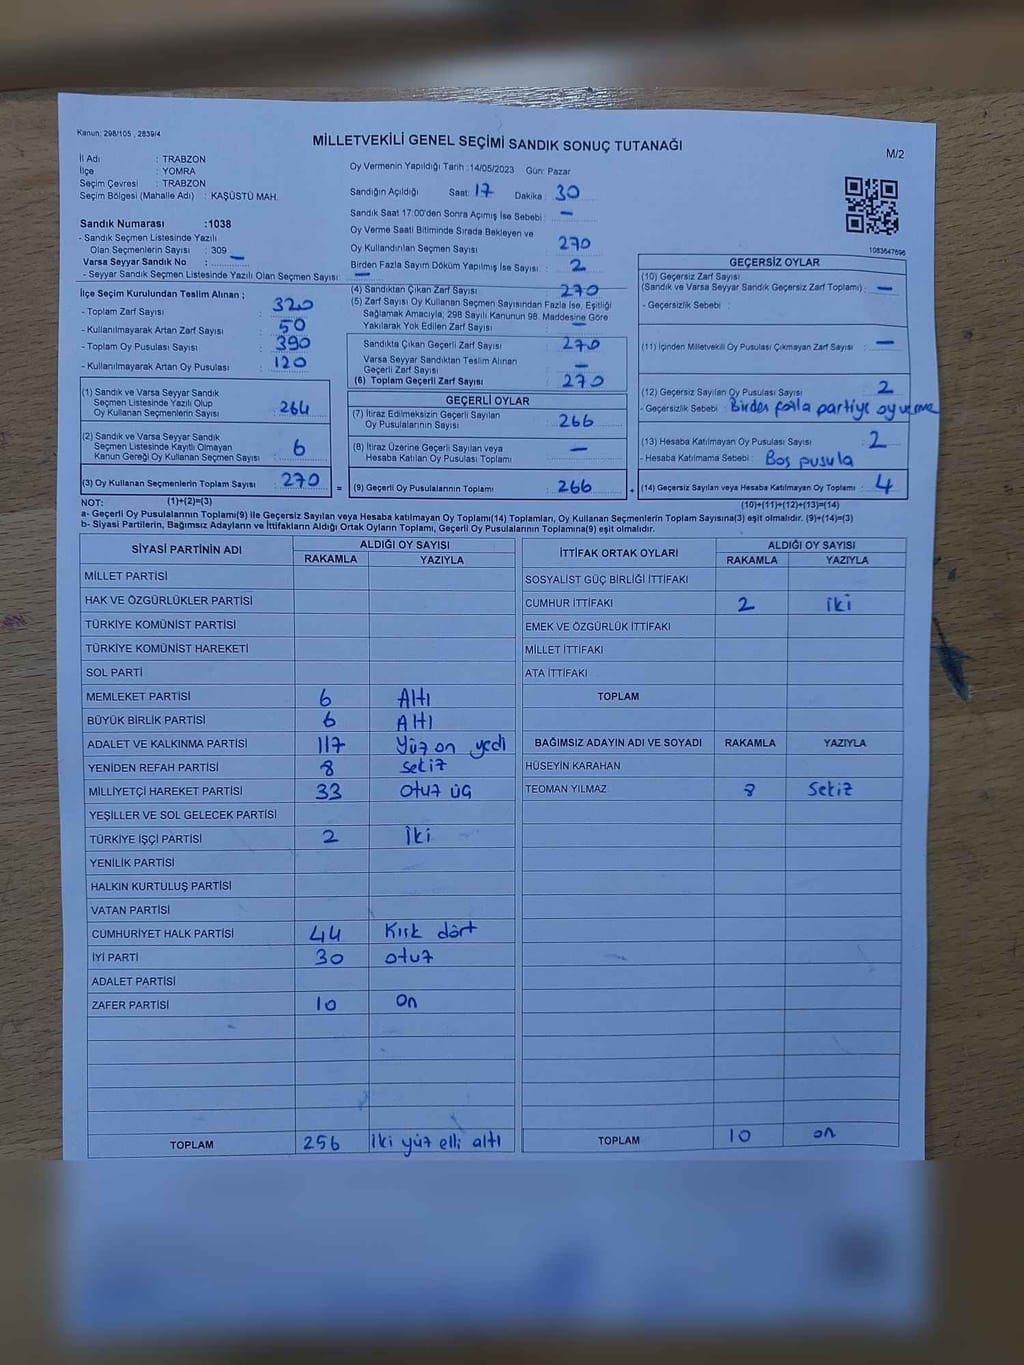 Kanun: 298/105 , 2839/4
MİLLETVEKİLİ GENEL SEÇİMİ SANDIK SONUÇ TUTANAĞI
M/2
İl Adı : TRABZON
İlçe : YOMRA
Seçim Çevresi : TRABZON
Seçim Bölgesi (Mahalle Adı) : KAŞÜSTÜ MAH.
Oy Vermenin Yapıldığı Tarih :14/05/2023 Gün: Pazar
Sandığın Açıldığı Saat: 17 Dakika : 30
Sandık Saat 17:00'den Sonra Açımış İse Sebebi : —
Oy Verme Saati Bitiminde Sırada Bekleyen ve
Oy Kullandırılan Seçmen Sayısı : 270
Birden Fazla Sayım Döküm Yapılmış İse Sayısı : 2
Sandık Numarası :1038
- Sandık Seçmen Listesinde Yazılı
Olan Seçmenlerin Sayısı : 309
Varsa Seyyar Sandık No : —
- Seyyar Sandık Seçmen Listesinde Yazılı Olan Seçmen Sayısı: —
1083647696
İlçe Seçim Kurulundan Teslim Alınan ;
- Toplam Zarf Sayısı : 320
- Kullanılmayarak Artan Zarf Sayısı : 50
- Toplam Oy Pusulası Sayısı : 390
- Kullanılmayarak Artan Oy Pusulası : 120
(4) Sandıktan Çıkan Zarf Sayısı : 270
(5) Zarf Sayısı Oy Kullanan Seçmen Sayısından Fazla İse, Eşitliği
Sağlamak Amacıyla; 298 Sayılı Kanunun 98. Maddesine Göre
Yakılarak Yok Edilen Zarf Sayısı : —
Sandıkta Çıkan Geçerli Zarf Sayısı : 270
Varsa Seyyar Sandıktan Teslim Alınan
Geçerli Zarf Sayısı : —
(6) Toplam Geçerli Zarf Sayısı : 270
GEÇERSİZ OYLAR
(10) Geçersiz Zarf Sayısı
(Sandık ve Varsa Seyyar Sandık Geçersiz Zarf Toplamı) : —
- Geçersizlik Sebebi :
(11) İçinden Milletvekili Oy Pusulası Çıkmayan Zarf Sayısı : —
(12) Geçersiz Sayılan Oy Pusulası Sayısı : 2
- Geçersizlik Sebebi : Birden fazla partiye oy verme
(13) Hesaba Katılmayan Oy Pusulası Sayısı : 2
- Hesaba Katılmama Sebebi : Boş pusula
(14) Geçersiz Sayılan veya Hesaba Katılmayan Oy Toplamı : 4
(10)+(11)+(12)+(13)=(14)
(1) Sandık ve Varsa Seyyar Sandık
Seçmen Listesinde Yazılı Olup
Oy Kullanan Seçmenlerin Sayısı : 264
(2) Sandık ve Varsa Seyyar Sandık
Seçmen Listesinde Kayıtlı Olmayan
Kanun Gereği Oy Kullanan Seçmen Sayısı : 6
(3) Oy Kullanan Seçmenlerin Toplam Sayısı : 270
(1)+(2)=(3)
GEÇERLİ OYLAR
(7) İtiraz Edilmeksizin Geçerli Sayılan
Oy Pusulalarının Sayısı : 266
(8) İtiraz Üzerine Geçerli Sayılan veya
Hesaba Katılan Oy Pusulası Toplamı : —
= (9) Geçerli Oy Pusulalarının Toplamı : 266 +
NOT:
a- Geçerli Oy Pusulalarının Toplamı(9) ile Geçersiz Sayılan veya Hesaba katılmayan Oy Toplamı(14) Toplamları, Oy Kullanan Seçmenlerin Toplam Sayısına(3) eşit olmalıdır. (9)+(14)=(3)
b- Siyasi Partilerin, Bağımsız Adayların ve İttifakların Aldığı Ortak Oyların Toplamı, Geçerli Oy Pusulalarının Toplamına(9) eşit olmalıdır.
SİYASİ PARTİNİN ADI ALDIĞI OY SAYISI
RAKAMLA YAZIYLA
MİLLET PARTİSİ
HAK VE ÖZGÜRLÜKLER PARTİSİ
TÜRKİYE KOMÜNİST PARTİSİ
TÜRKİYE KOMÜNİST HAREKETİ
SOL PARTİ
MEMLEKET PARTİSİ 6 Altı
BÜYÜK BİRLİK PARTİSİ 6 Altı
ADALET VE KALKINMA PARTİSİ 117 Yüz on yedi
YENİDEN REFAH PARTİSİ 8 Sekiz
MİLLİYETÇİ HAREKET PARTİSİ 33 Otuz üç
YEŞİLLER VE SOL GELECEK PARTİSİ
TÜRKİYE İŞÇİ PARTİSİ 2 İki
YENİLİK PARTİSİ
HALKIN KURTULUŞ PARTİSİ
VATAN PARTİSİ
CUMHURİYET HALK PARTİSİ 44 Kırk dört
İYİ PARTİ 30 otuz
ADALET PARTİSİ
ZAFER PARTİSİ 10 on
TOPLAM 256 İki yüz elli altı
İTTİFAK ORTAK OYLARI ALDIĞI OY SAYISI
RAKAMLA YAZIYLA
SOSYALİST GÜÇ BİRLİĞİ İTTİFAKI
CUMHUR İTTİFAKI 2 iki
EMEK VE ÖZGÜRLÜK İTTİFAKI
MİLLET İTTİFAKI
ATA İTTİFAKI
TOPLAM
BAĞIMSIZ ADAYIN ADI VE SOYADI RAKAMLA YAZIYLA
HÜSEYİN KARAHAN
TEOMAN YILMAZ 8 Sekiz
TOPLAM 10 on